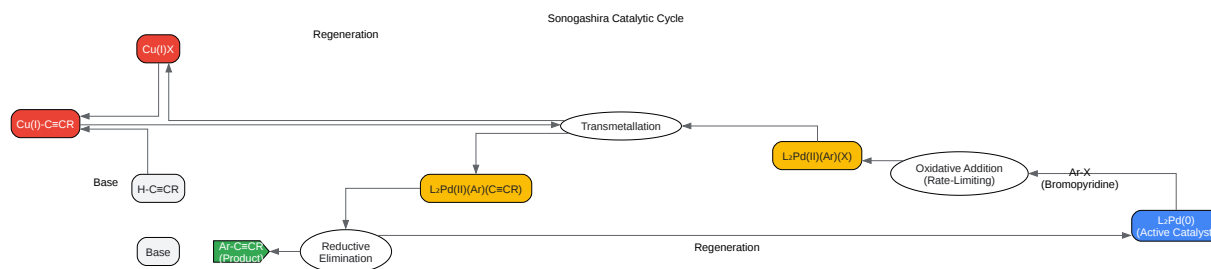 Sonogashira Catalytic Cycle
Regeneration
Cu(I)X
Cu(I)-C≡CR
Transmetallation
L₂Pd(II)(Ar)(X)
Oxidative Addition
(Rate-Limiting)
Ar-X
(Bromopyridine)
Base
H-C≡CR
L₂Pd(II)(Ar)(C≡CR)
L₂Pd(0)
(Active Catalyst
Base
Ar-C≡CR
(Product)
Reductive
Elimination
Regeneration